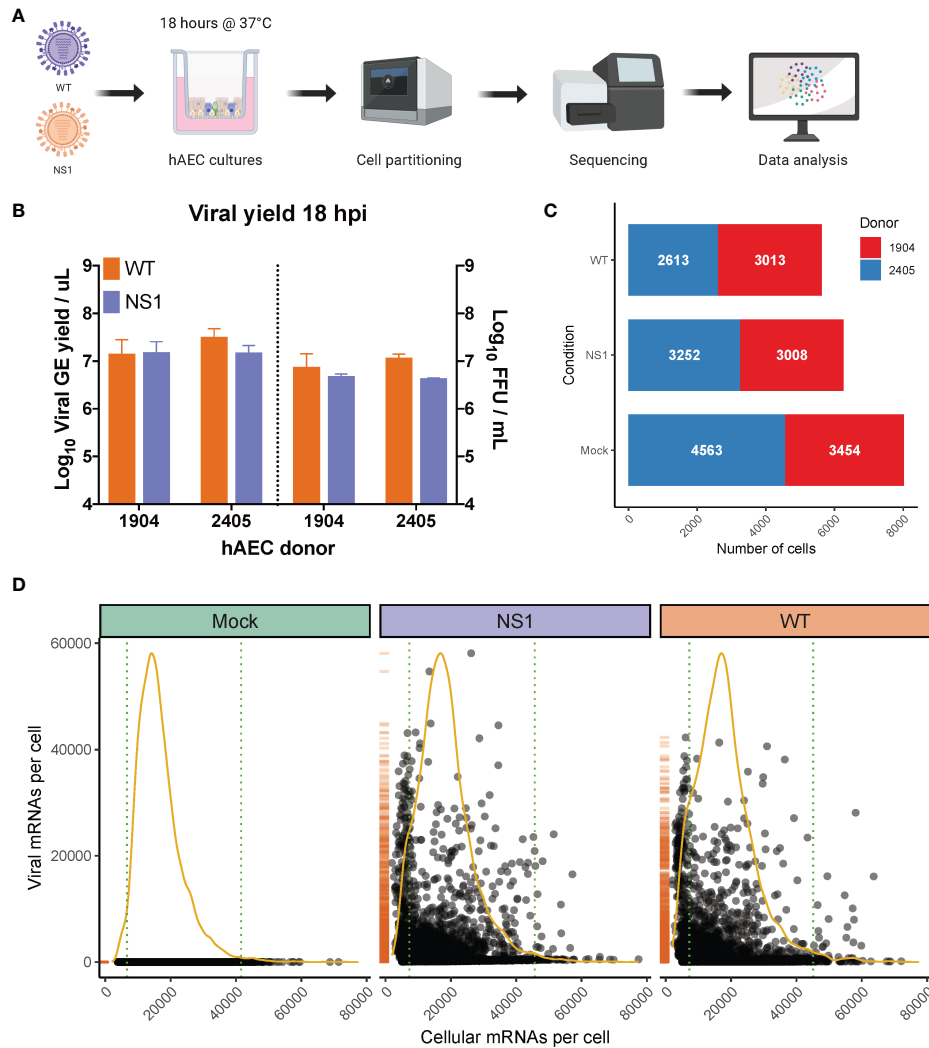 A
18 hours @ 37°C
WT
NS1
hAEC cultures
Cell partitioning
Sequencing
Data analysis
B
Viral yield 18 hpi
Log10 Viral GE yield / uL
9
8
7
6
5
4
WT
NS1
9
8
7
6
5
4
Log10 FFU / mL
1904
2405
1904
2405
hAEC donor
C
Condition
WT
2613
3013
NS1
3252
3008
Mock
4563
3454
0
2000
4000
6000
8000
Number of cells
Donor
1904
2405
D
Mock
NS1
WT
Viral mRNAs per cell
60000
40000
20000
0
0
20000
40000
60000
80000
0
20000
40000
60000
80000
0
20000
40000
60000
80000
Cellular mRNAs per cell